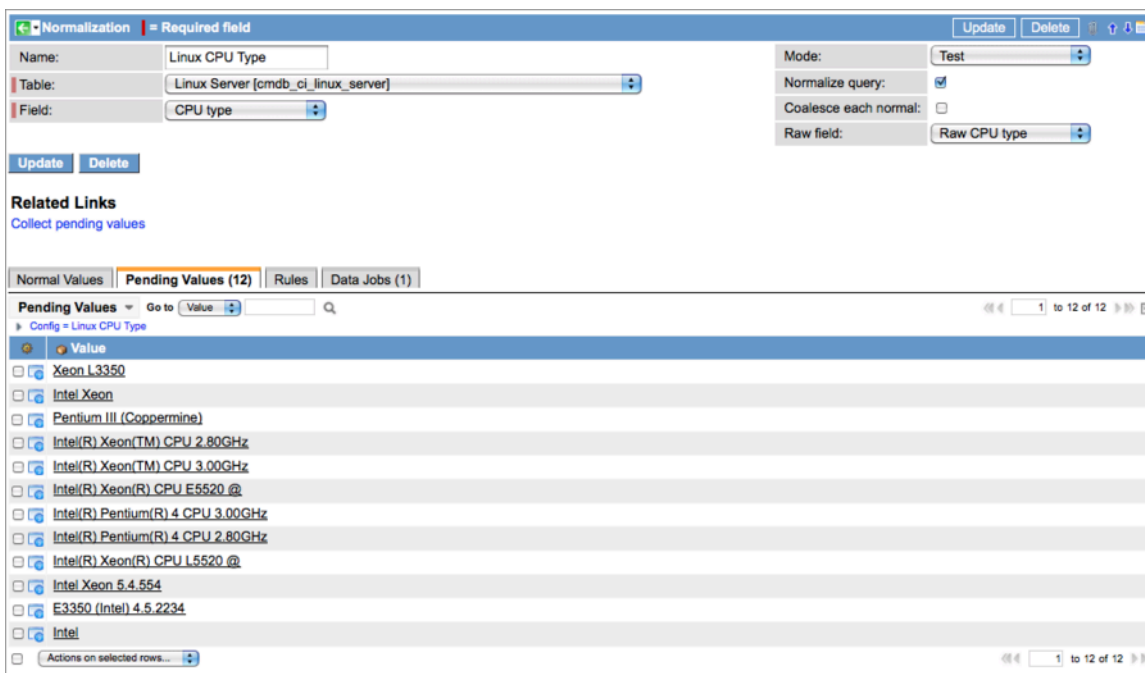 Normalization = Required field Update Delete
Name: Linux CPU Type Mode: Test
Table: Linux Server [cmdb_ci_linux_server] Normalize query:
Field: CPU type Coalesce each normal:
Raw field: Raw CPU type
Update Delete
Related Links
Collect pending values
Normal Values Pending Values (12) Rules Data Jobs (1)
Pending Values Go to Value 1 to 12 of 12
Config = Linux CPU Type
Value
Xeon L3350
Intel Xeon
Pentium III (Coppermine)
Intel(R) Xeon(TM) CPU 2.80GHz
Intel(R) Xeon(TM) CPU 3.00GHz
Intel(R) Xeon(R) CPU E5520 @
Intel(R) Pentium(R) 4 CPU 3.00GHz
Intel(R) Pentium(R) 4 CPU 2.80GHz
Intel(R) Xeon(R) CPU L5520 @
Intel Xeon 5.4.554
E3350 (Intel) 4.5.2234
Intel
Actions on selected rows... 1 to 12 of 12